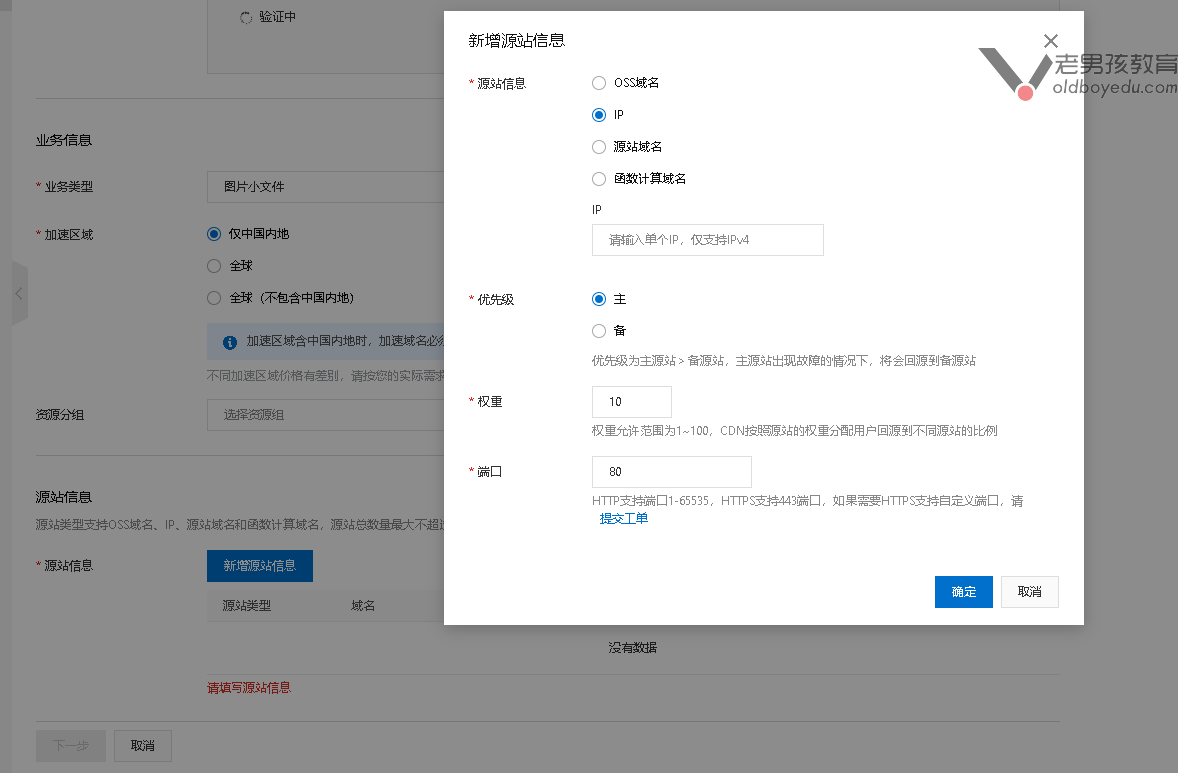 验证中
业务信息
* 业务类型
图片小文件
* 加速区域
仅中国内地
全球
全球（不包含中国内地）
加速区域含中国内地时，加速域名必须
不同加速区域价格有差别，请按您的实际需求
资源分组
选择资源组
源站信息
源站类型支持OSS域名、IP、源站域名和函数计算域名，源站总数量最大不超过
* 源站信息
新增源站信息
源站类型
域名
没有数据
请填写源站信息
下一步
取消
新增源站信息
老男孩教育
oldboyedu.com
* 源站信息
OSS域名
IP
源站域名
函数计算域名
IP
请输入单个IP，仅支持IPv4
* 优先级
主
备
优先级为主源站 > 备源站，主源站出现故障的情况下，将会回源到备源站
* 权重
10
权重允许范围为1~100，CDN按照源站的权重分配用户回源到不同源站的比例
* 端口
80
HTTP支持端口1-65535，HTTPS支持443端口，如果需要HTTPS支持自定义端口，请
提交工单
确定
取消